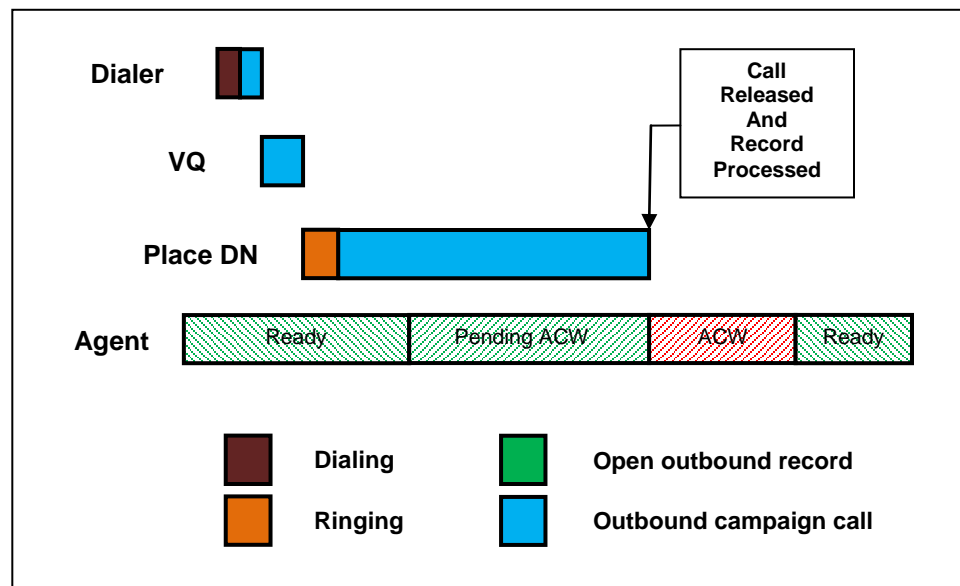 Dialer
Call
Released
And
Record
Processed
VQ
Place DN
Agent
Ready
Pending ACW
ACW
Ready
Dialing
Open outbound record
Ringing
Outbound campaign call